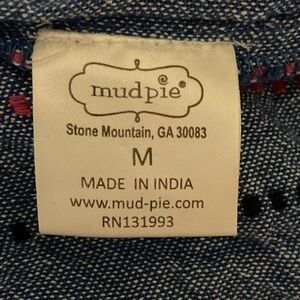 mudpie®
Stone Mountain, GA 30083
M
MADE IN INDIA
www.mud-pie.com
RN131993